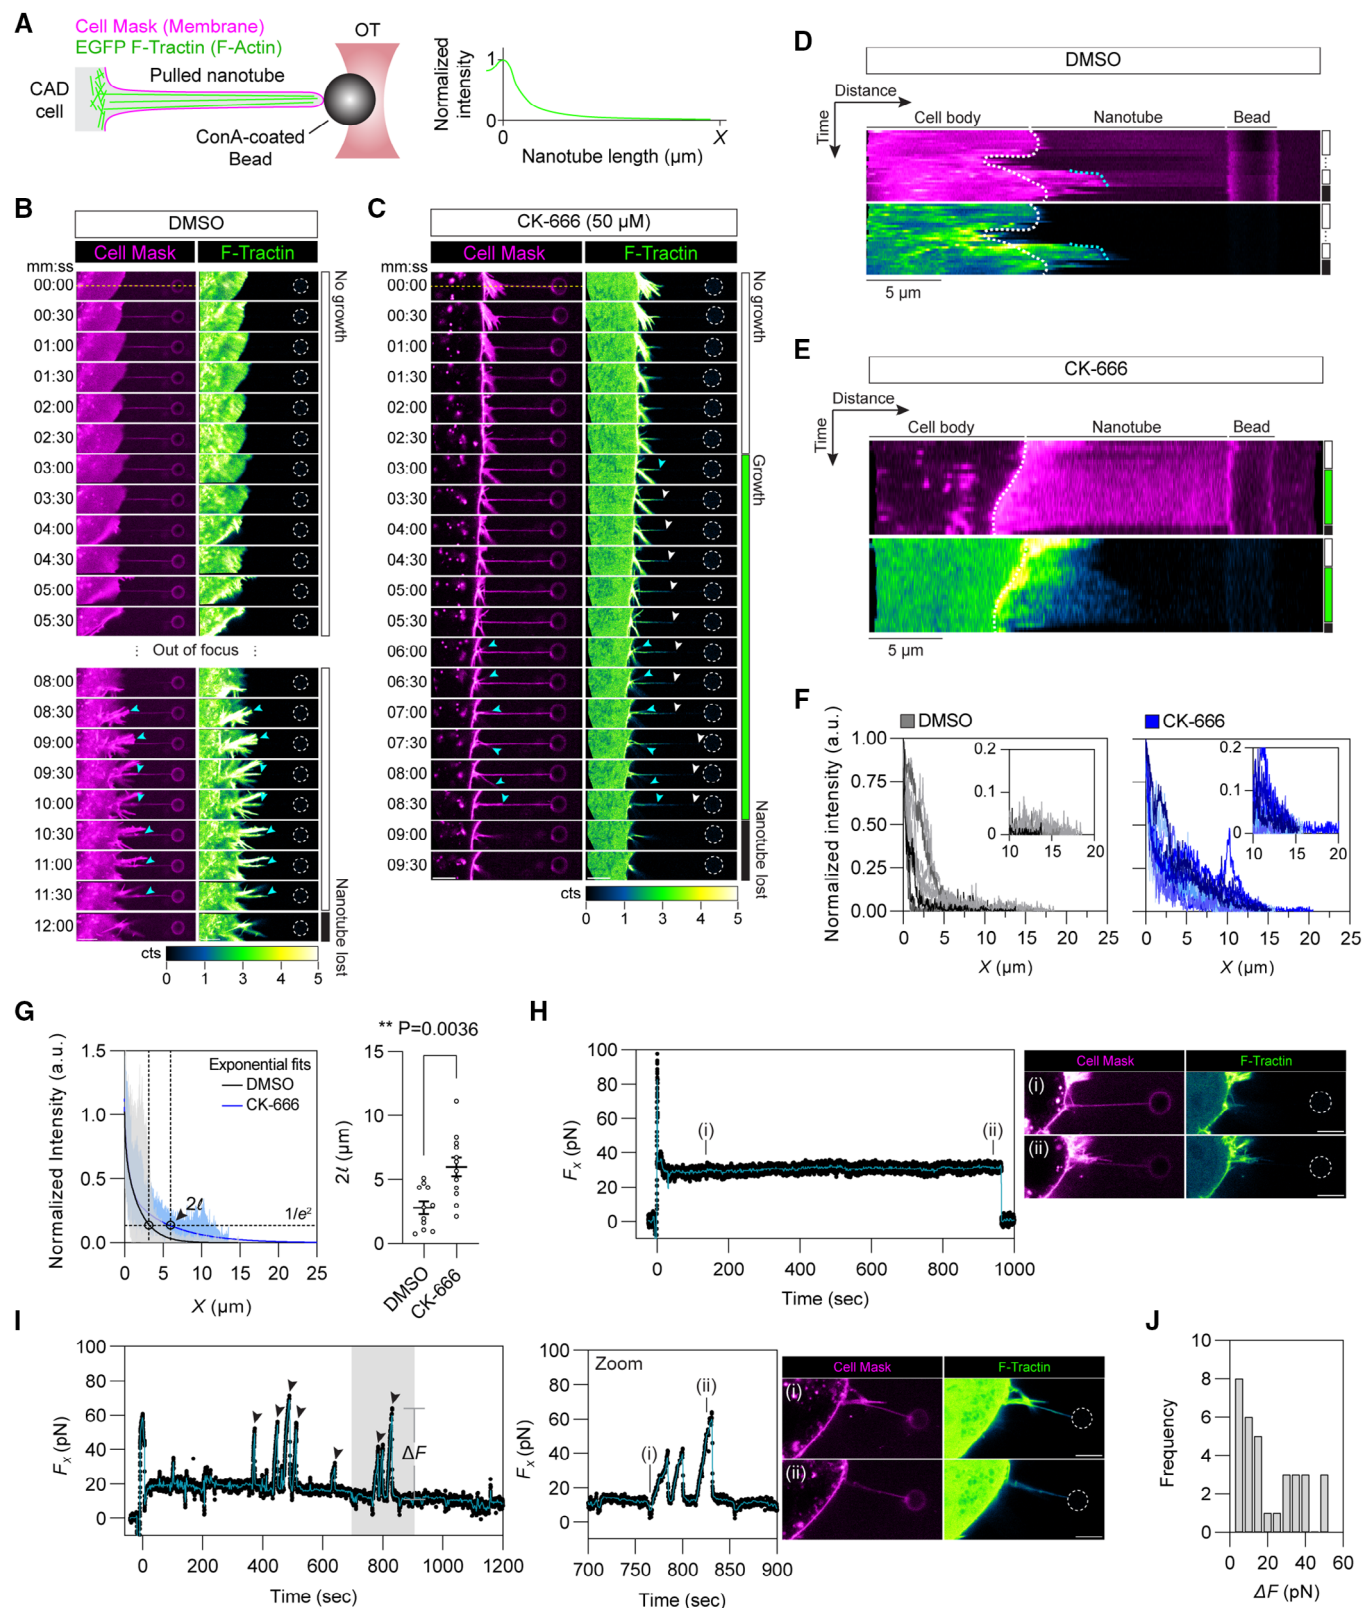 A
Cell Mask (Membrane)
EGFP F-Tractin (F-Actin)
OT
Pulled nanotube
CAD
cell
ConA-coated
Bead
Normalized
intensity
1
0
0
X
Nanotube length (μm)
B
DMSO
Cell Mask
F-Tractin
mm:ss
00:00
00:30
01:00
01:30
02:00
02:30
03:00
03:30
04:00
04:30
05:00
05:30
Out of focus
08:00
08:30
09:00
09:30
10:00
10:30
11:00
11:30
12:00
No growth
Nanotube lost
cts
0 1 3 4 5
C
CK-666 (50 μM)
Cell Mask
F-Tractin
mm:ss
00:00
00:30
01:00
01:30
02:00
02:30
03:00
03:30
04:00
04:30
05:00
05:30
06:00
06:30
07:00
07:30
08:00
08:30
09:00
09:30
No growth
Growth
Nanotube lost
cts
0 1 3 4 5
D
DMSO
Distance
Time
Cell body
Nanotube
Bead
5 μm
E
CK-666
Distance
Time
Cell body
Nanotube
Bead
5 μm
F
DMSO
Normalized intensity (a.u.)
1.00
0.75
0.50
0.25
0.00
0 5 10 15 20 25
X (μm)
0.2
0.1
0
10 15 20
CK-666
0 5 10 15 20 25
X (μm)
0.2
0.1
0
10 15 20
G
Normalized Intensity (a.u.)
1.5
1.0
0.5
0.0
0 5 10 15 20 25
X (μm)
Exponential fits
DMSO
CK-666
2ℓ
1/e²
** P=0.0036
2ℓ (μm)
15
10
5
0
DMSO
CK-666
H
Fx (pN)
100
80
60
40
20
0
0 200 400 600 800 1000
Time (sec)
(i)
(ii)
Cell Mask
F-Tractin
(i)
(ii)
I
Fx (pN)
100
80
60
40
20
0
0 200 400 600 800 1000 1200
Time (sec)
ΔF
Zoom
Fx (pN)
100
80
60
40
20
0
700 750 800 850 900
Time (sec)
(i)
(ii)
Cell Mask
F-Tractin
(i)
(ii)
J
Frequency
10
8
6
4
2
0
0 20 40 60
ΔF (pN)